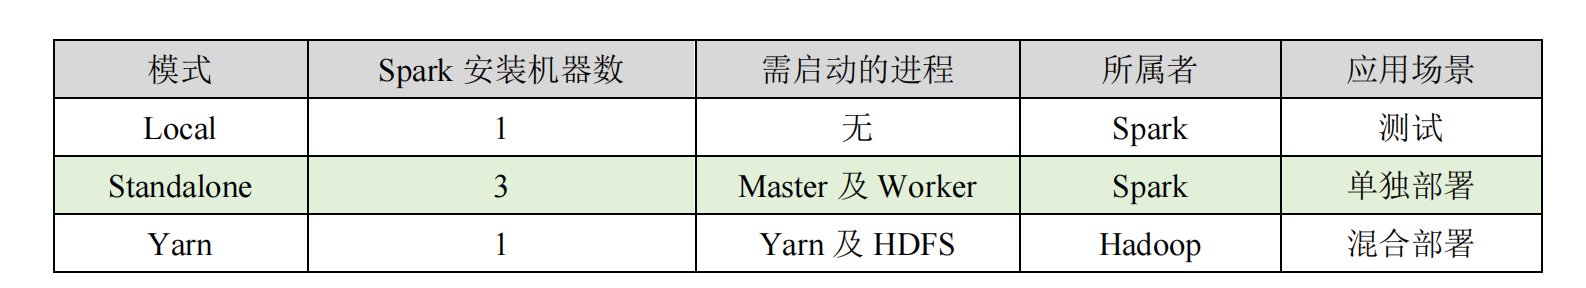 模式 Spark 安装机器数 需启动的进程 所属者 应用场景
Local 1 无 Spark 测试
Standalone 3 Master 及 Worker Spark 单独部署
Yarn 1 Yarn 及 HDFS Hadoop 混合部署